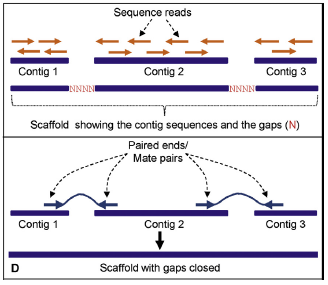 Sequence reads
Contig 1 Contig 2 Contig 3
NNNN NNNN
Scaffold showing the contig sequences and the gaps (N)
Paired ends/
Mate pairs
Contig 1 Contig 2 Contig 3
D Scaffold with gaps closed